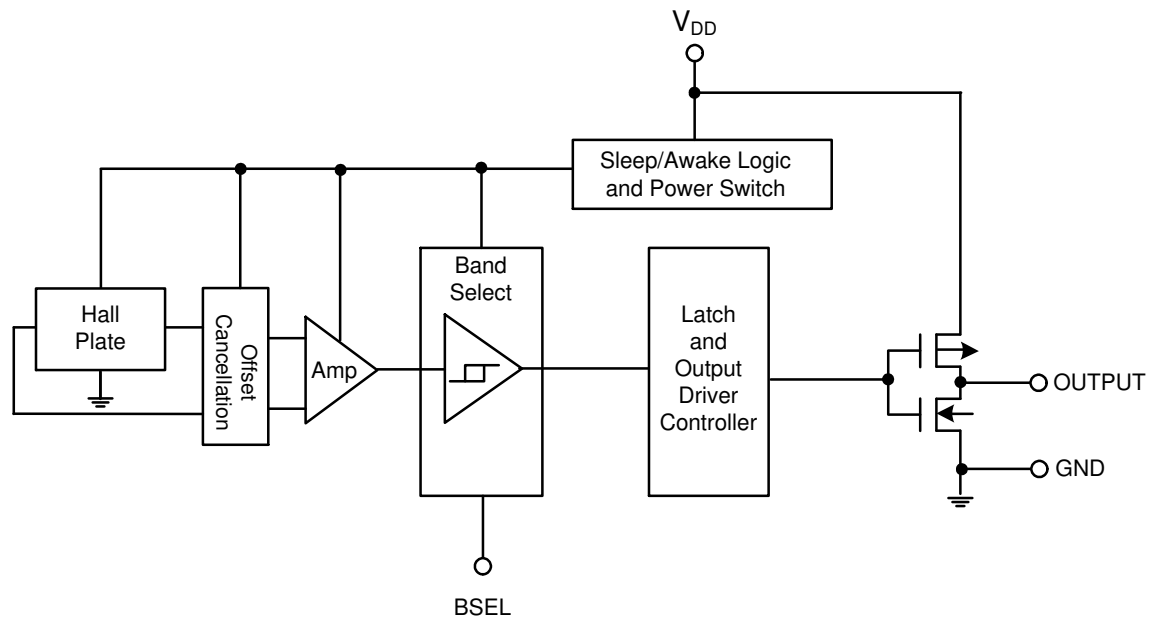 VDD
Sleep/Awake Logic
and Power Switch
Hall
Plate
Offset
Cancellation
Amp
Band
Select
Latch
and
Output
Driver
Controller
OUTPUT
GND
BSEL